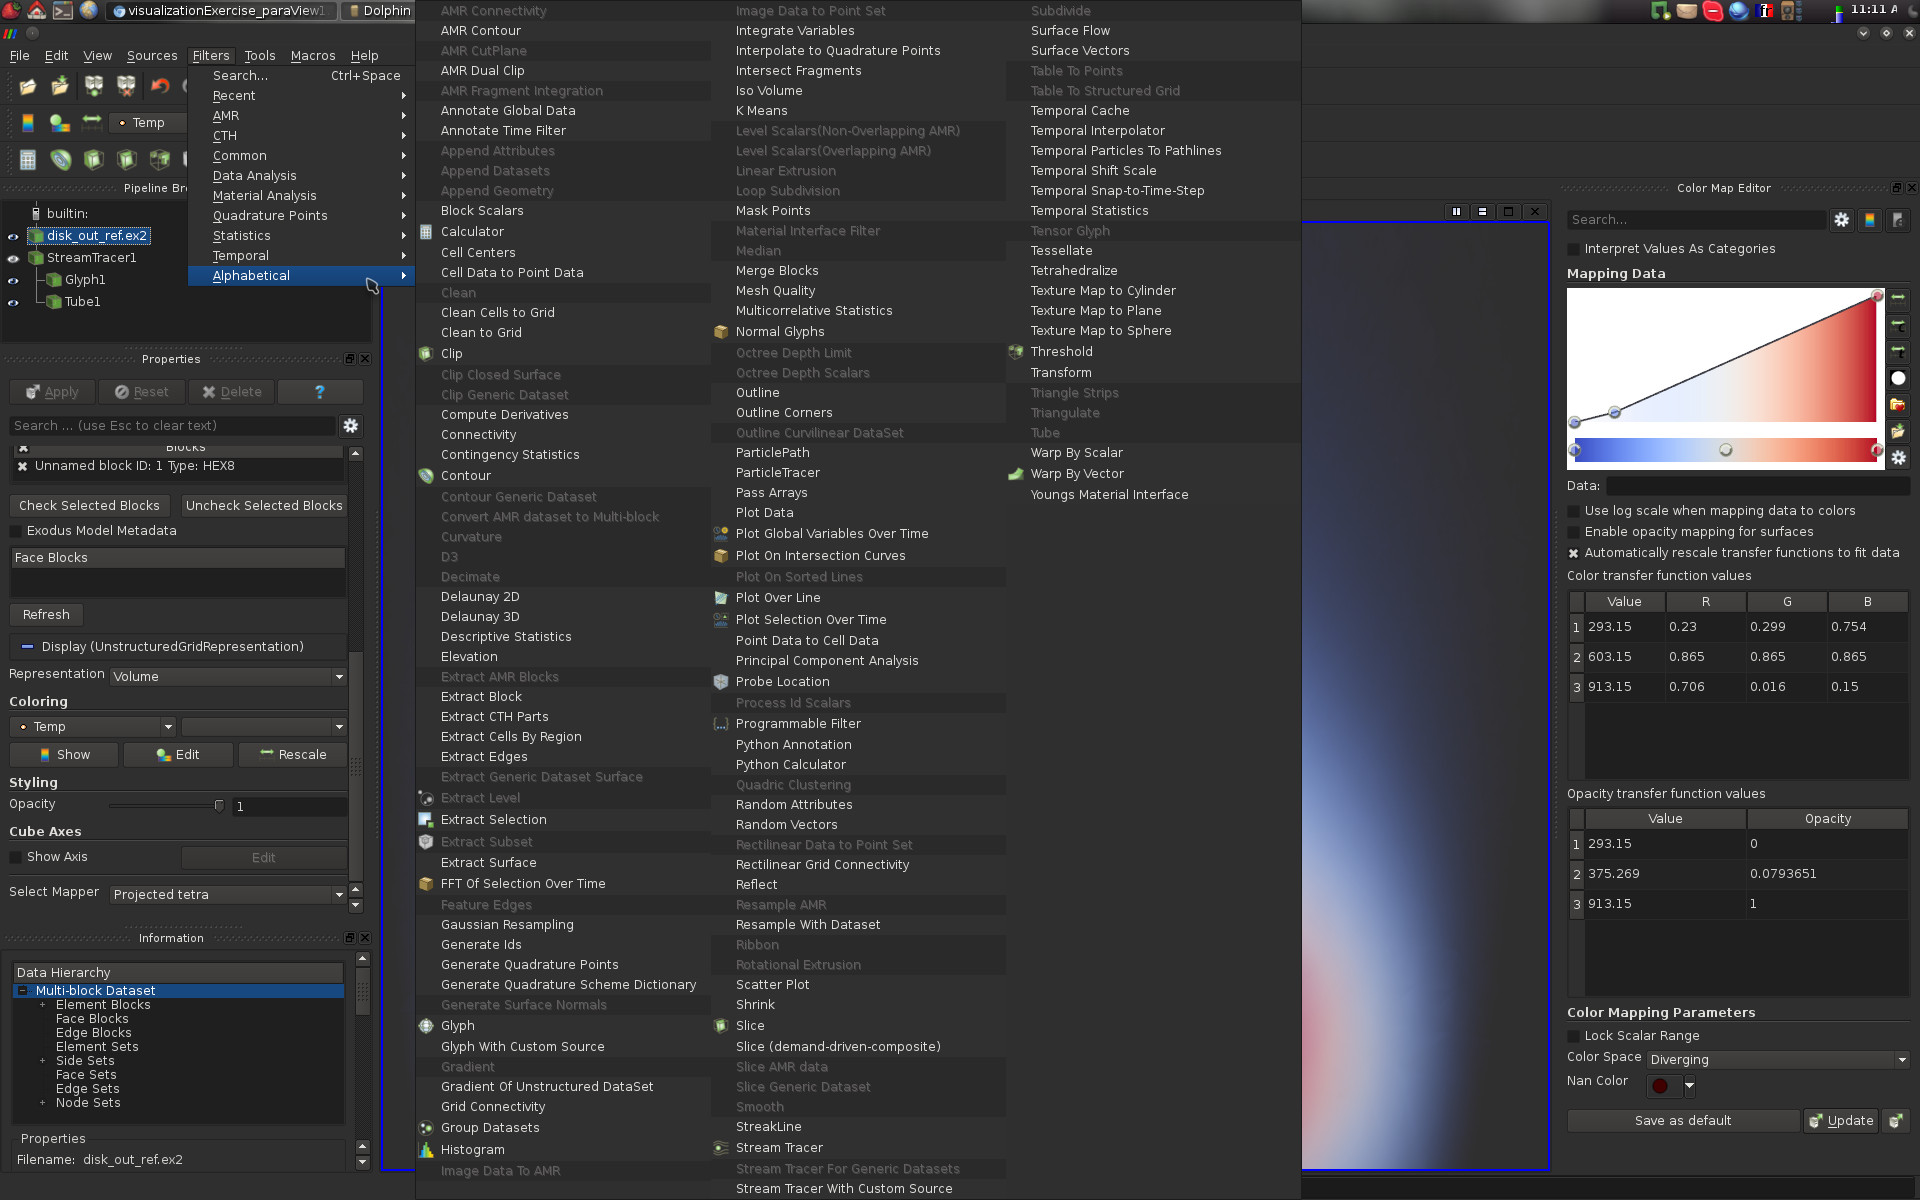 visualizationExercise_paraView1
Dolphin
11:11 A
File Edit View Sources Filters Tools Macros Help
Temp
Pipeline Br
builtin:
disk_out_ref.ex2
StreamTracer1
Glyph1
Tube1
Search... Ctrl+Space
Recent
AMR
CTH
Common
Data Analysis
Material Analysis
Quadrature Points
Statistics
Temporal
Alphabetical
AMR Connectivity
AMR Contour
AMR CutPlane
AMR Dual Clip
AMR Fragment Integration
Annotate Global Data
Annotate Time Filter
Append Attributes
Append Datasets
Append Geometry
Block Scalars
Calculator
Cell Centers
Cell Data to Point Data
Clean
Clean Cells to Grid
Clean to Grid
Clip
Clip Closed Surface
Clip Generic Dataset
Compute Derivatives
Connectivity
Contingency Statistics
Contour
Contour Generic Dataset
Convert AMR dataset to Multi-block
Curvature
D3
Decimate
Delaunay 2D
Delaunay 3D
Descriptive Statistics
Elevation
Extract AMR Blocks
Extract Block
Extract CTH Parts
Extract Cells By Region
Extract Edges
Extract Generic Dataset Surface
Extract Level
Extract Selection
Extract Subset
Extract Surface
FFT Of Selection Over Time
Feature Edges
Gaussian Resampling
Generate Ids
Generate Quadrature Points
Generate Quadrature Scheme Dictionary
Generate Surface Normals
Glyph
Glyph With Custom Source
Gradient
Gradient Of Unstructured DataSet
Grid Connectivity
Group Datasets
Histogram
Image Data To AMR
Image Data to Point Set
Integrate Variables
Interpolate to Quadrature Points
Intersect Fragments
Iso Volume
K Means
Level Scalars(Non-Overlapping AMR)
Level Scalars(Overlapping AMR)
Linear Extrusion
Loop Subdivision
Mask Points
Material Interface Filter
Median
Merge Blocks
Mesh Quality
Multicorrelative Statistics
Normal Glyphs
Octree Depth Limit
Octree Depth Scalars
Outline
Outline Corners
Outline Curvilinear DataSet
ParticlePath
ParticleTracer
Pass Arrays
Plot Data
Plot Global Variables Over Time
Plot On Intersection Curves
Plot On Sorted Lines
Plot Over Line
Plot Selection Over Time
Point Data to Cell Data
Principal Component Analysis
Probe Location
Process Id Scalars
Programmable Filter
Python Annotation
Python Calculator
Quadric Clustering
Random Attributes
Random Vectors
Rectilinear Data to Point Set
Rectilinear Grid Connectivity
Reflect
Resample AMR
Resample With Dataset
Ribbon
Rotational Extrusion
Scatter Plot
Shrink
Slice
Slice (demand-driven-composite)
Slice AMR data
Slice Generic Dataset
Smooth
StreakLine
Stream Tracer
Stream Tracer For Generic Datasets
Stream Tracer With Custom Source
Subdivide
Surface Flow
Surface Vectors
Table To Points
Table To Structured Grid
Temporal Cache
Temporal Interpolator
Temporal Particles To Pathlines
Temporal Shift Scale
Temporal Snap-to-Time-Step
Temporal Statistics
Tensor Glyph
Tessellate
Tetrahedralize
Texture Map to Cylinder
Texture Map to Plane
Texture Map to Sphere
Threshold
Transform
Triangle Strips
Triangulate
Tube
Warp By Scalar
Warp By Vector
Youngs Material Interface
Properties
Apply Reset Delete ?
Search ... (use Esc to clear text)
Blocks
Unnamed block ID: 1 Type: HEX8
Check Selected Blocks Uncheck Selected Blocks
Exodus Model Metadata
Face Blocks
Refresh
Display (UnstructuredGridRepresentation)
Representation Volume
Coloring
Temp
Show Edit Rescale
Styling
Opacity 1
Cube Axes
Show Axis Edit
Select Mapper Projected tetra
Information
Data Hierarchy
Multi-block Dataset
Element Blocks
Face Blocks
Edge Blocks
Element Sets
Side Sets
Face Sets
Edge Sets
Node Sets
Properties
Filename: disk_out_ref.ex2
Color Map Editor
Search...
Interpret Values As Categories
Mapping Data
Data:
Use log scale when mapping data to colors
Enable opacity mapping for surfaces
Automatically rescale transfer functions to fit data
Color transfer function values
Value R G B
1 293.15 0.23 0.299 0.754
2 603.15 0.865 0.865 0.865
3 913.15 0.706 0.016 0.15
Opacity transfer function values
Value Opacity
1 293.15 0
2 375.269 0.0793651
3 913.15 1
Color Mapping Parameters
Lock Scalar Range
Color Space Diverging
Nan Color
Save as default Update